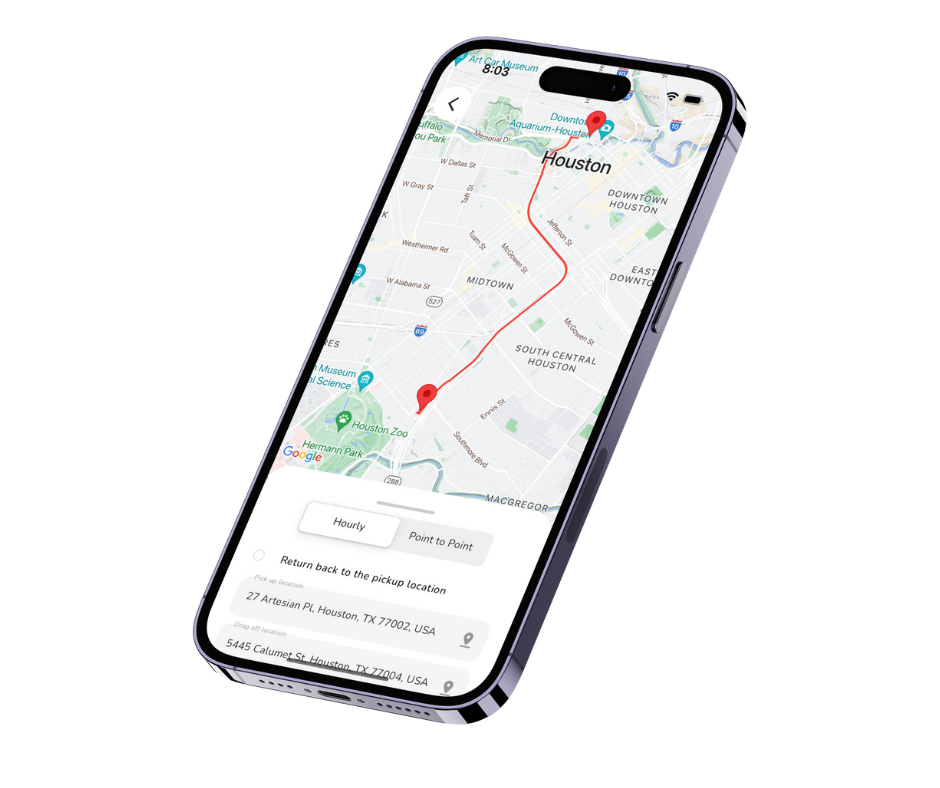 Art Car Museum
8:03
10
Downto
Aquarium-Houston
10
uffalo
ou Park
Memorial Dr
Houston
W Dallas St
W Gray St
Taft St
DOWNTOWN
HOUSTON
K
Jefferson St
Tuam St
McGowen St
Westheimer Rd
EAST
DOWNTO
W Alabama St
MIDTOWN
527
69
McGowen St
RES
SOUTH CENTRAL
HOUSTON
n Museum
al Science
Ennis St
Houston Zoo
Hermann Park
Southmore Blvd
Google
288
MACGREGOR
Hourly
Point to Point
Return back to the pickup location
Pick up location
27 Artesian Pl, Houston, TX 77002, USA
Drop off location
5445 Calumet St, Houston, TX 77004, USA